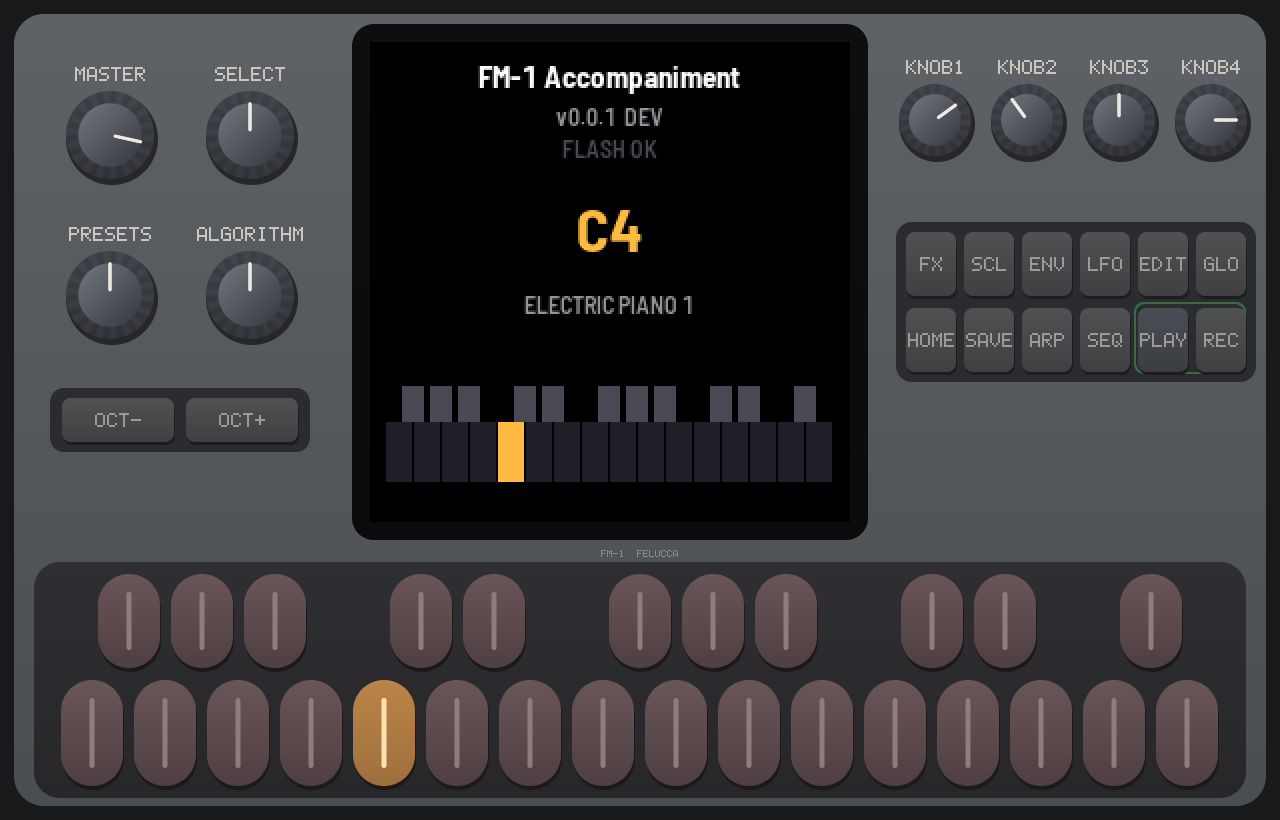 MASTER SELECT
PRESETS ALGORITHM
OCT- OCT+
FM-1 Accompaniment
v0.0.1 DEV
FLASH OK
C4
ELECTRIC PIANO 1
KNOB1 KNOB2 KNOB3 KNOB4
FX SCL ENV LFO EDIT GLO
HOME SAVE ARP SEQ PLAY REC
FM-1 FELUCCA